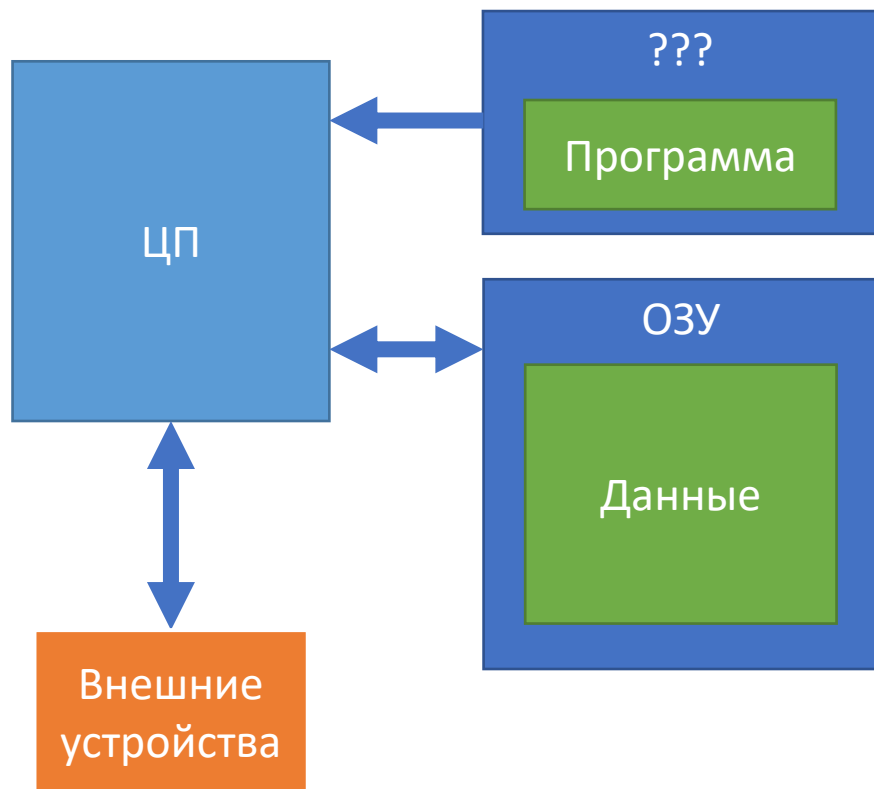 ???
Программа
ЦП
ОЗУ
Данные
Внешние
устройства